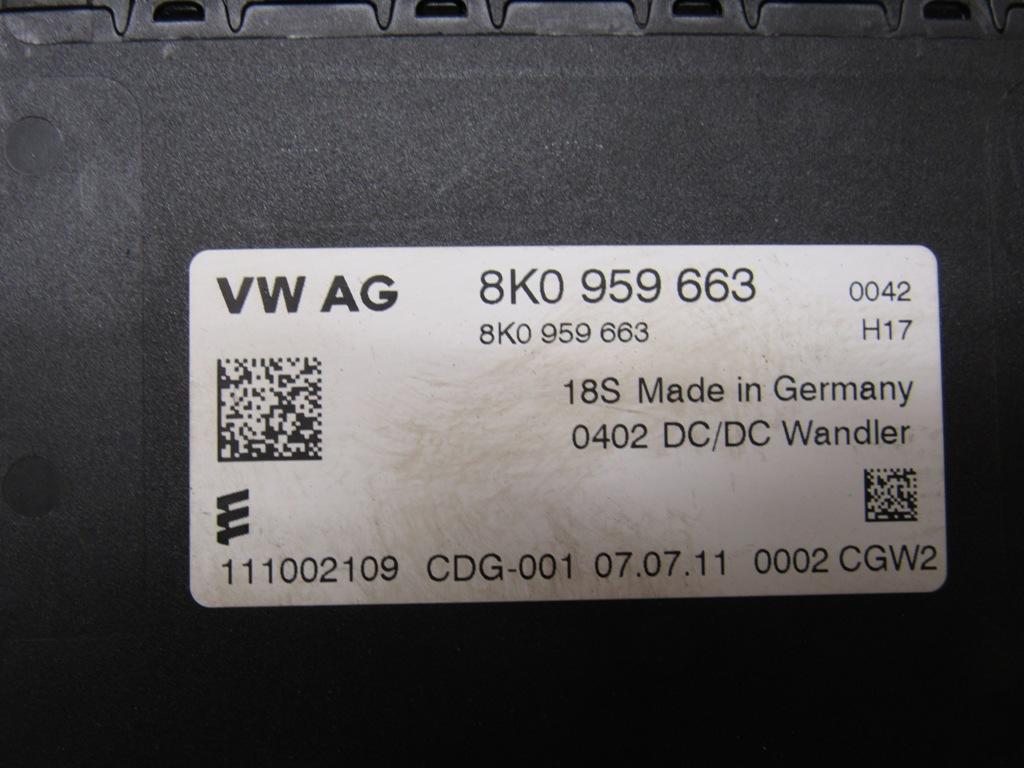 VW AG 8K0 959 663 0042
8K0 959 663 H17
18S Made in Germany
0402 DC/DC Wandler
111002109 CDG-001 07.07.11 0002 CGW2